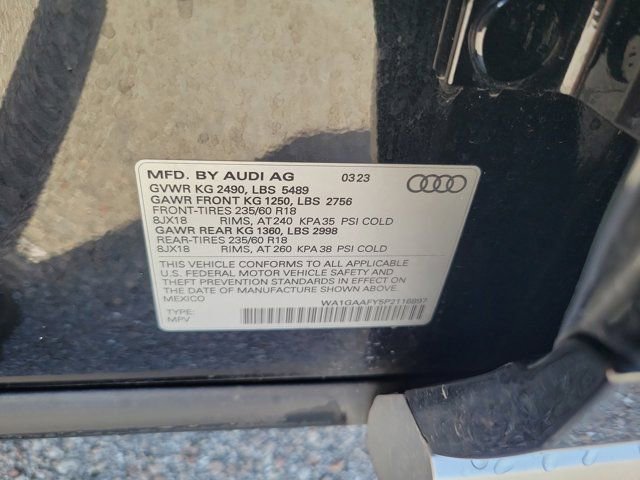 MFD. BY AUDI AG 03 23
GVWR KG 2490, LBS 5489
GAWR FRONT KG 1250, LBS 2756
FRONT-TIRES 235/60 R18
8JX18 RIMS, AT 240 KPA 35 PSI COLD
GAWR REAR KG 1360, LBS 2998
REAR-TIRES 235/60 R18
8JX18 RIMS, AT 260 KPA 38 PSI COLD
THIS VEHICLE CONFORMS TO ALL APPLICABLE
U.S. FEDERAL MOTOR VEHICLE SAFETY AND
THEFT PREVENTION STANDARDS IN EFFECT ON
THE DATE OF MANUFACTURE SHOWN ABOVE.
MEXICO WA1GAAFY5P2116897
TYPE:
MPV